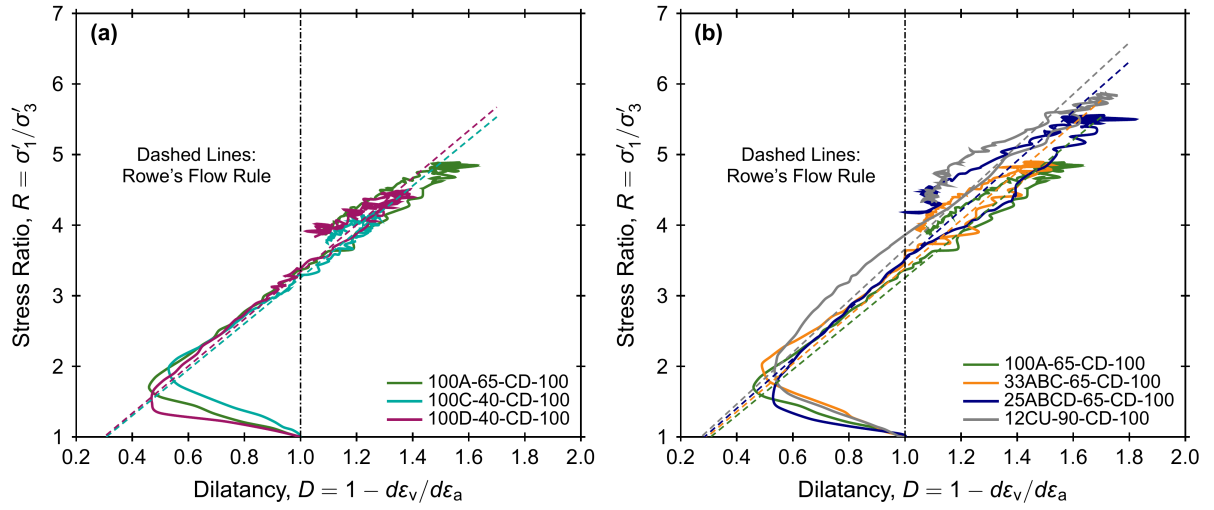 (a)
7
6
5
4
3
2
1
Stress Ratio, R = σ′₁/σ′₃
Dashed Lines:
Rowe's Flow Rule
100A-65-CD-100
100C-40-CD-100
100D-40-CD-100
0.2 0.4 0.6 0.8 1.0 1.2 1.4 1.6 1.8 2.0
Dilatancy, D = 1 − dεᵥ/dεₐ
(b)
7
6
5
4
3
2
1
Stress Ratio, R = σ′₁/σ′₃
Dashed Lines:
Rowe's Flow Rule
100A-65-CD-100
33ABC-65-CD-100
25ABCD-65-CD-100
12CU-90-CD-100
0.2 0.4 0.6 0.8 1.0 1.2 1.4 1.6 1.8 2.0
Dilatancy, D = 1 − dεᵥ/dεₐ